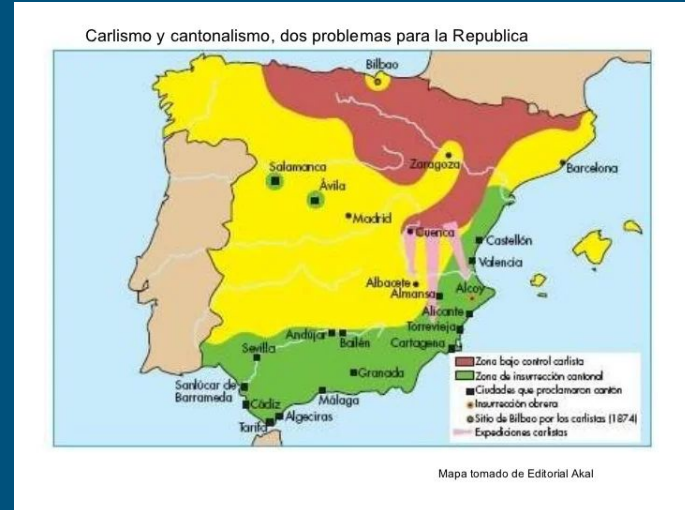 Carlismo y cantonalismo, dos problemas para la Republica
Bilbao
Zaragoza
Barcelona
Salamanca
Ávila
Madrid
Cuenca
Castellón
Valencia
Albacete
Almansa
Alcoy
Alicante
Torrevieja
Cartagena
Andújar
Bailén
Sevilla
Granada
Sanlúcar de
Barrameda
Cádiz
Málaga
Algeciras
Tarifa
Zona bajo control carlista
Zona de insurrección cantonal
Ciudades que proclamaron cantón
Insurrección obrera
Sitio de Bilbao por los carlistas (1874)
Expediciones carlistas
Mapa tomado de Editorial Akal